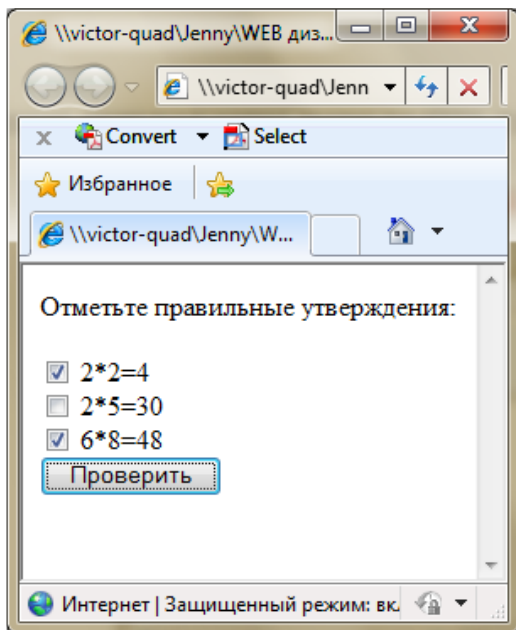 \\victor-quad\Jenny\WEB диз...
\\victor-quad\Jenn
x Convert Select
Избранное
\\victor-quad\Jenny\W...
Отметьте правильные утверждения:
2*2=4
2*5=30
6*8=48
Проверить
Интернет | Защищенный режим: вкл